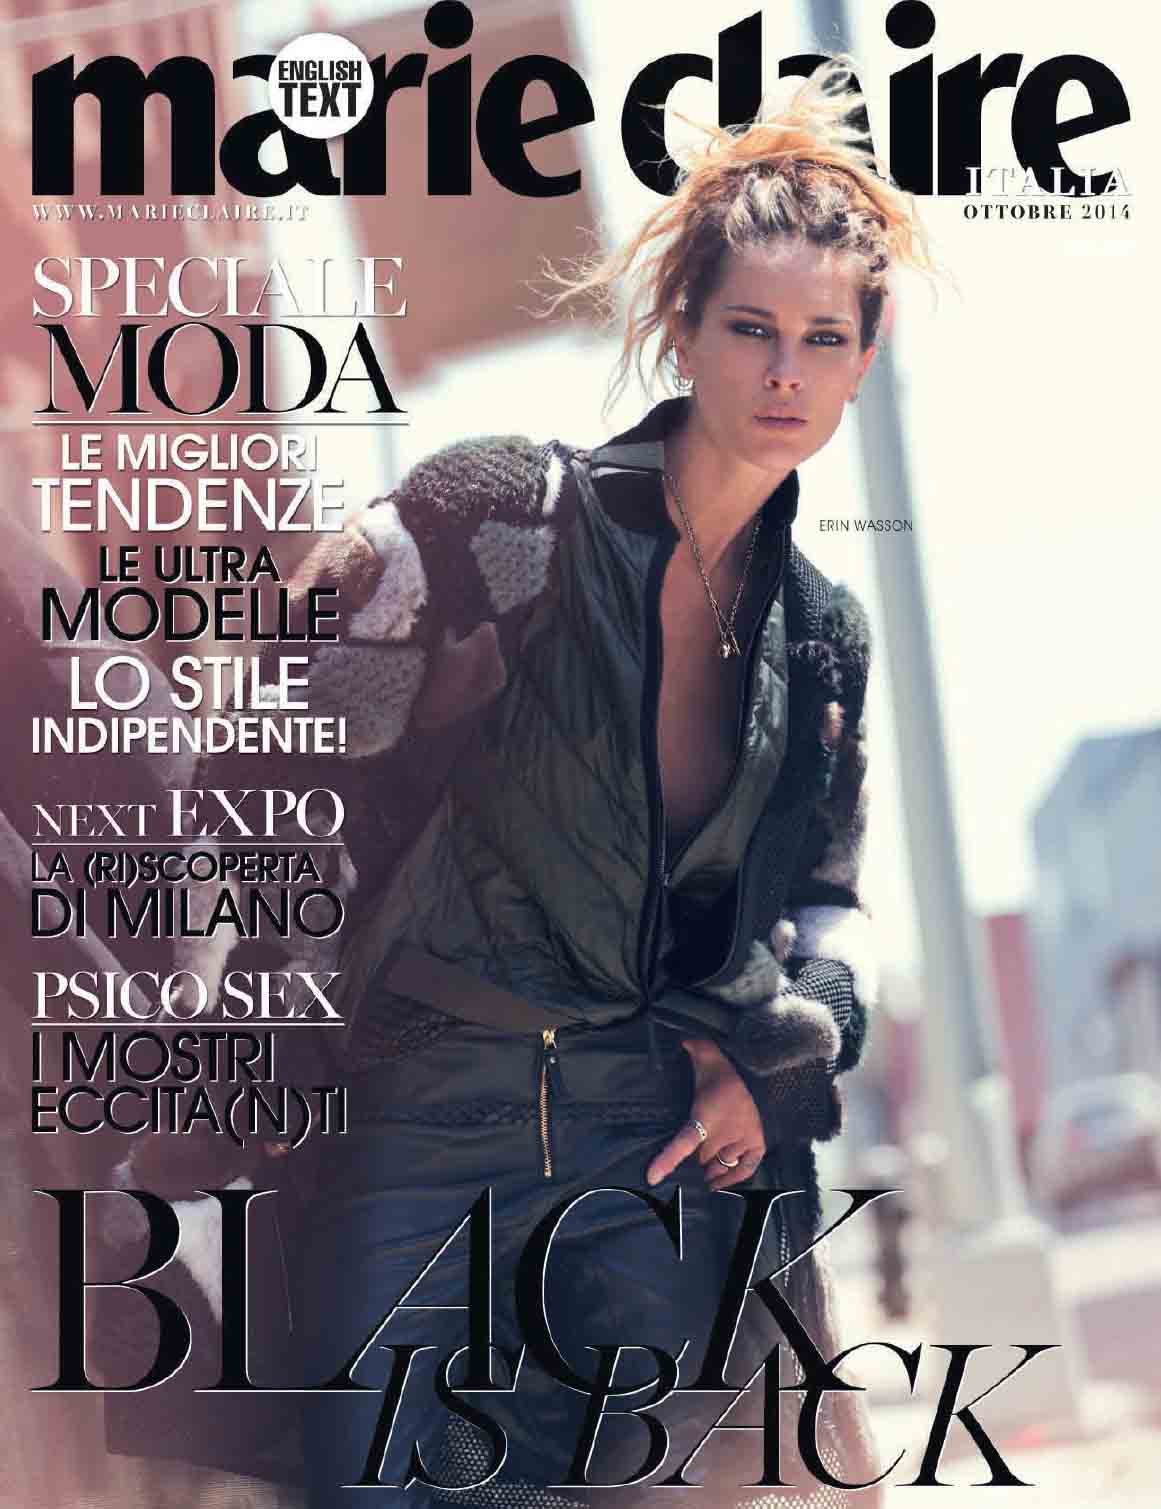 marie claire
ENGLISH
TEXT
ITALIA
WWW.MARIECLAIRE.IT
OTTOBRE 2014
SPECIALE
MODA
LE MIGLIORI
TENDENZE
LE ULTRA
MODELLE
LO STILE
INDIPENDENTE!
ERIN WASSON
NEXT EXPO
LA (RI)SCOPERTA
DI MILANO
PSICO SEX
I MOSTRI
ECCITA(N)TI
BLACK
IS BACK